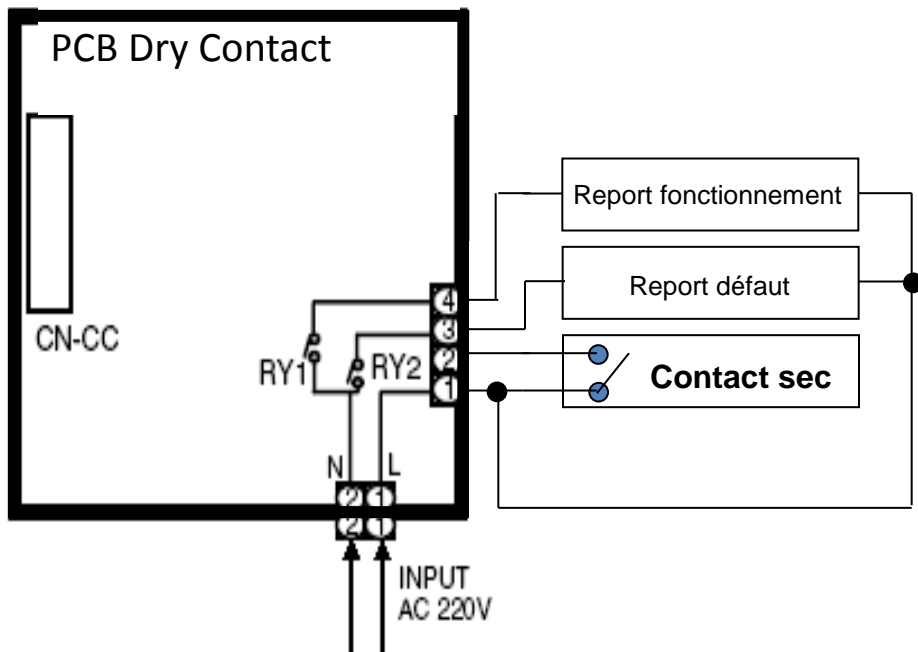 PCB Dry Contact
CN-CC
RY1
RY2
4
3
2
1
Report fonctionnement
Report défaut
Contact sec
N L
2 1
2 1
INPUT
AC 220V